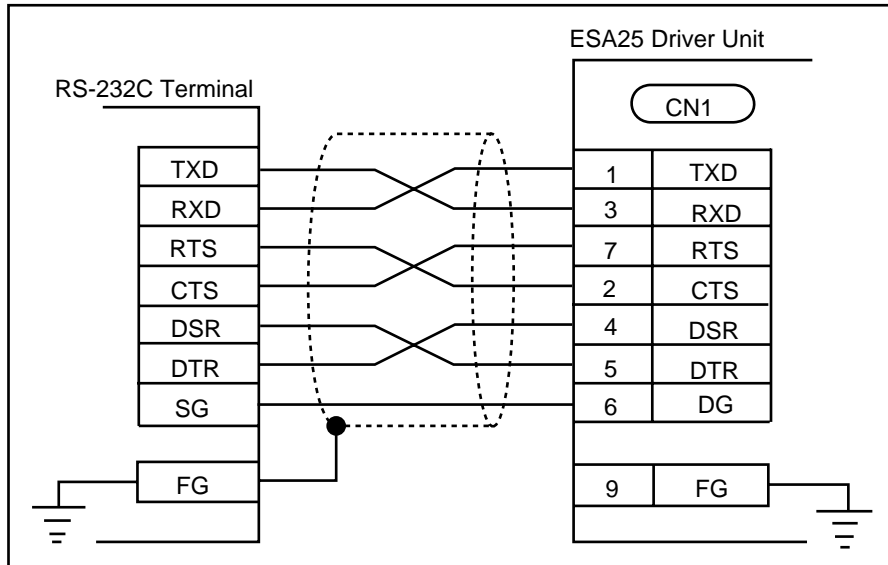 ESA25 Driver Unit
RS-232C Terminal
CN1
TXD 1 TXD
RXD 3 RXD
RTS 7 RTS
CTS 2 CTS
DSR 4 DSR
DTR 5 DTR
SG 6 DG
FG 9 FG